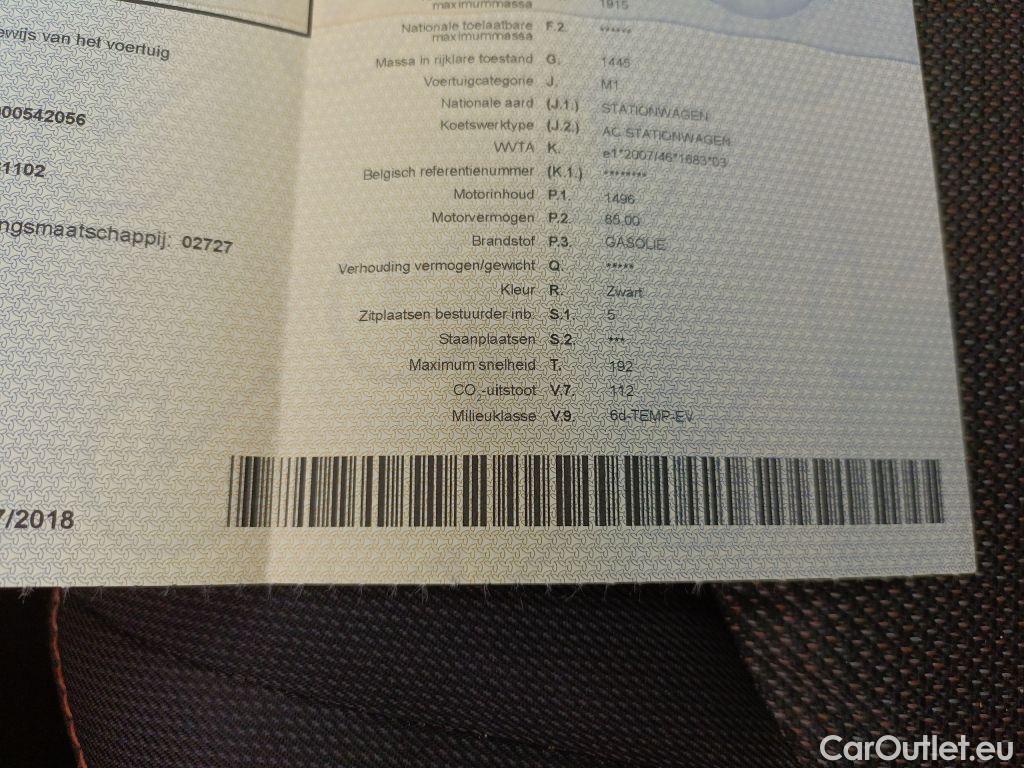 ewijs van het voertuig
00542056
1102
ngsmaatschappij: 02727
7/2018
maximummassa 1915
Nationale toelaatbare maximummassa F.2. ******
Massa in rijklare toestand G. 1445
Voertuigcategorie J. M1
Nationale aard (J.1.) STATIONWAGEN
Koetswerktype (J.2.) AC STATIONWAGEN
WVTA K. e1*2007/46*1683*03
Belgisch referentienummer (K.1.) ********
Motorinhoud P.1. 1496
Motorvermogen P.2. 85.00
Brandstof P.3. GASOLIE
Verhouding vermogen/gewicht Q. *****
Kleur R. Zwart
Zitplaatsen bestuurder inb. S.1. 5
Staanplaatsen S.2. ***
Maximum snelheid T. 192
CO2-uitstoot V.7. 112
Milieuklasse V.9. 6d-TEMP-EV
CarOutlet.eu